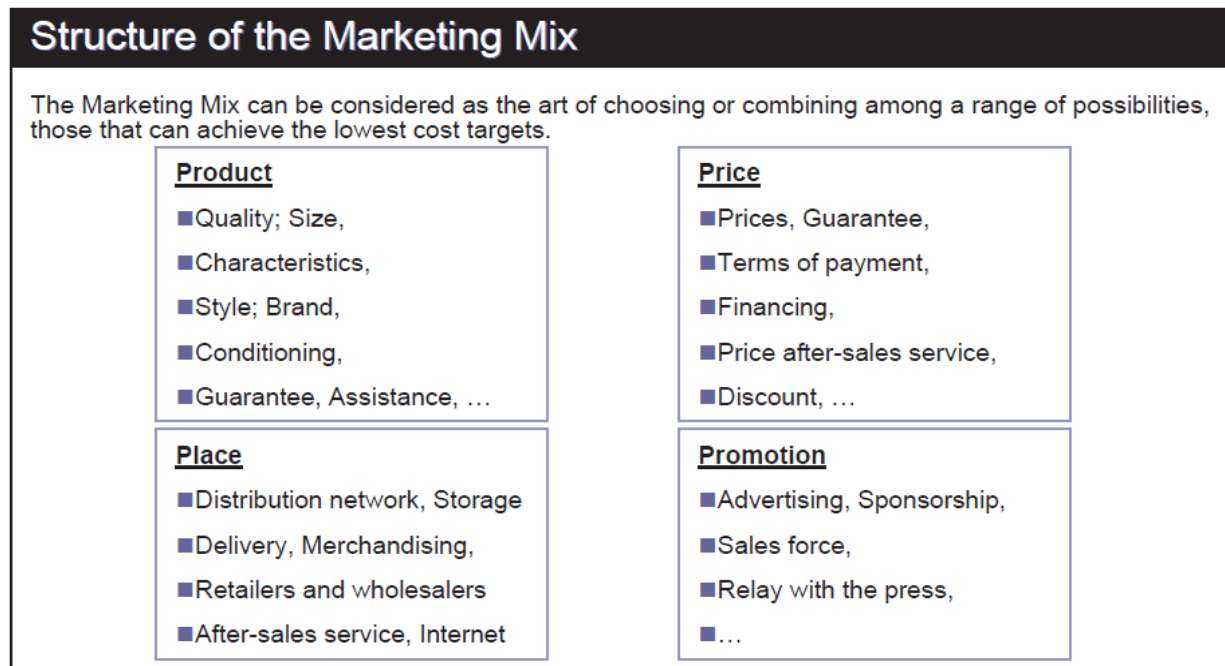 Structure of the Marketing Mix
The Marketing Mix can be considered as the art of choosing or combining among a range of possibilities,
those that can achieve the lowest cost targets.
Product
■Quality; Size,
■Characteristics,
■Style; Brand,
■Conditioning,
■Guarantee, Assistance, …
Price
■Prices, Guarantee,
■Terms of payment,
■Financing,
■Price after-sales service,
■Discount, …
Place
■Distribution network, Storage
■Delivery, Merchandising,
■Retailers and wholesalers
■After-sales service, Internet
Promotion
■Advertising, Sponsorship,
■Sales force,
■Relay with the press,
■…